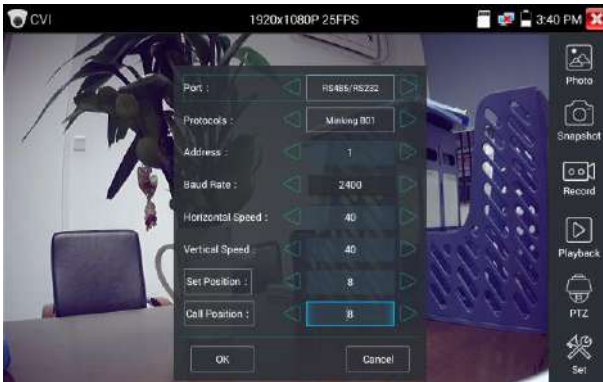 CVI 1920x1080P 25FPS 3:40 PM
Port : RS485/RS232
Protocols : Minking B01
Address : 1
Baud Rate : 2400
Horizontal Speed : 40
Vertical Speed : 40
Set Position : 8
Call Position : 8
OK Cancel
Photo
Snapshot
Record
Playback
PTZ
Set